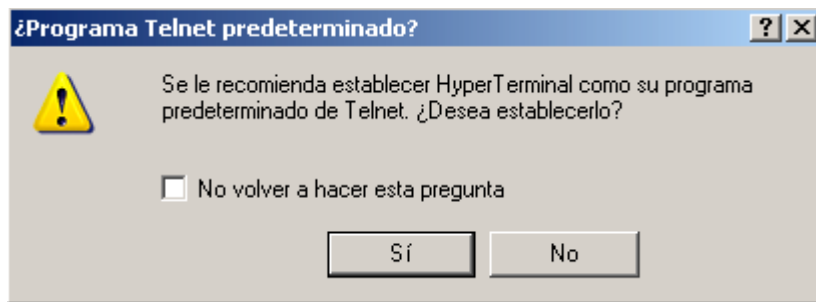 ¿Programa Telnet predeterminado?
Se le recomienda establecer HyperTerminal como su programa
predeterminado de Telnet. ¿Desea establecerlo?
No volver a hacer esta pregunta
Sí
No